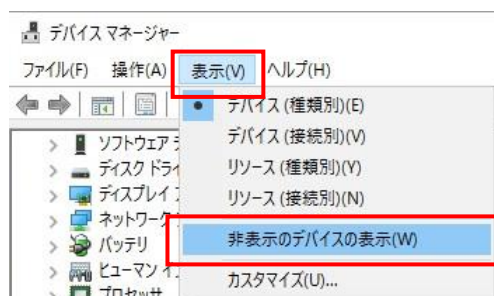 デバイス マネージャー
ファイル(F) 操作(A) 表示(V) ヘルプ(H)
デバイス (種類別)(E)
デバイス (接続別)(V)
リソース (種類別)(Y)
リソース (接続別)(N)
非表示のデバイスの表示(W)
カスタマイズ(U)...
ソフトウェア
ディスク ドライ
ディスプレイ
ネットワーク
バッテリ
ヒューマン
プロセッサ